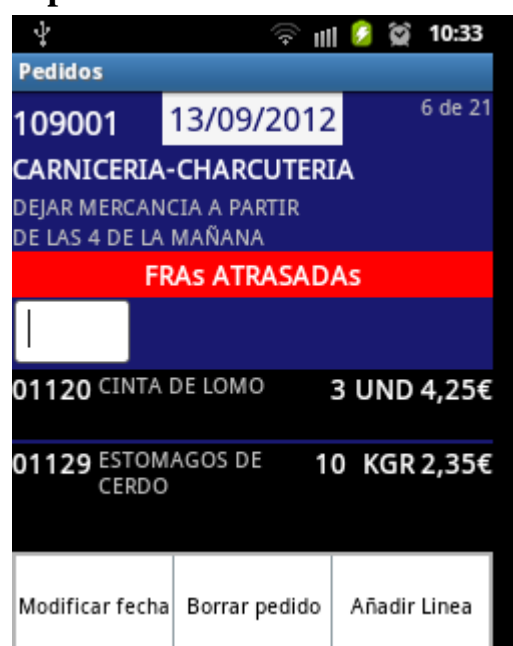 10:33
Pedidos
109001 13/09/2012 6 de 21
CARNICERIA-CHARCUTERIA
DEJAR MERCANCIA A PARTIR
DE LAS 4 DE LA MAÑANA
FRAs ATRASADAs
01120 CINTA DE LOMO 3 UND 4,25€
01129 ESTOMAGOS DE 10 KGR 2,35€
CERDO
Modificar fecha Borrar pedido Añadir Linea